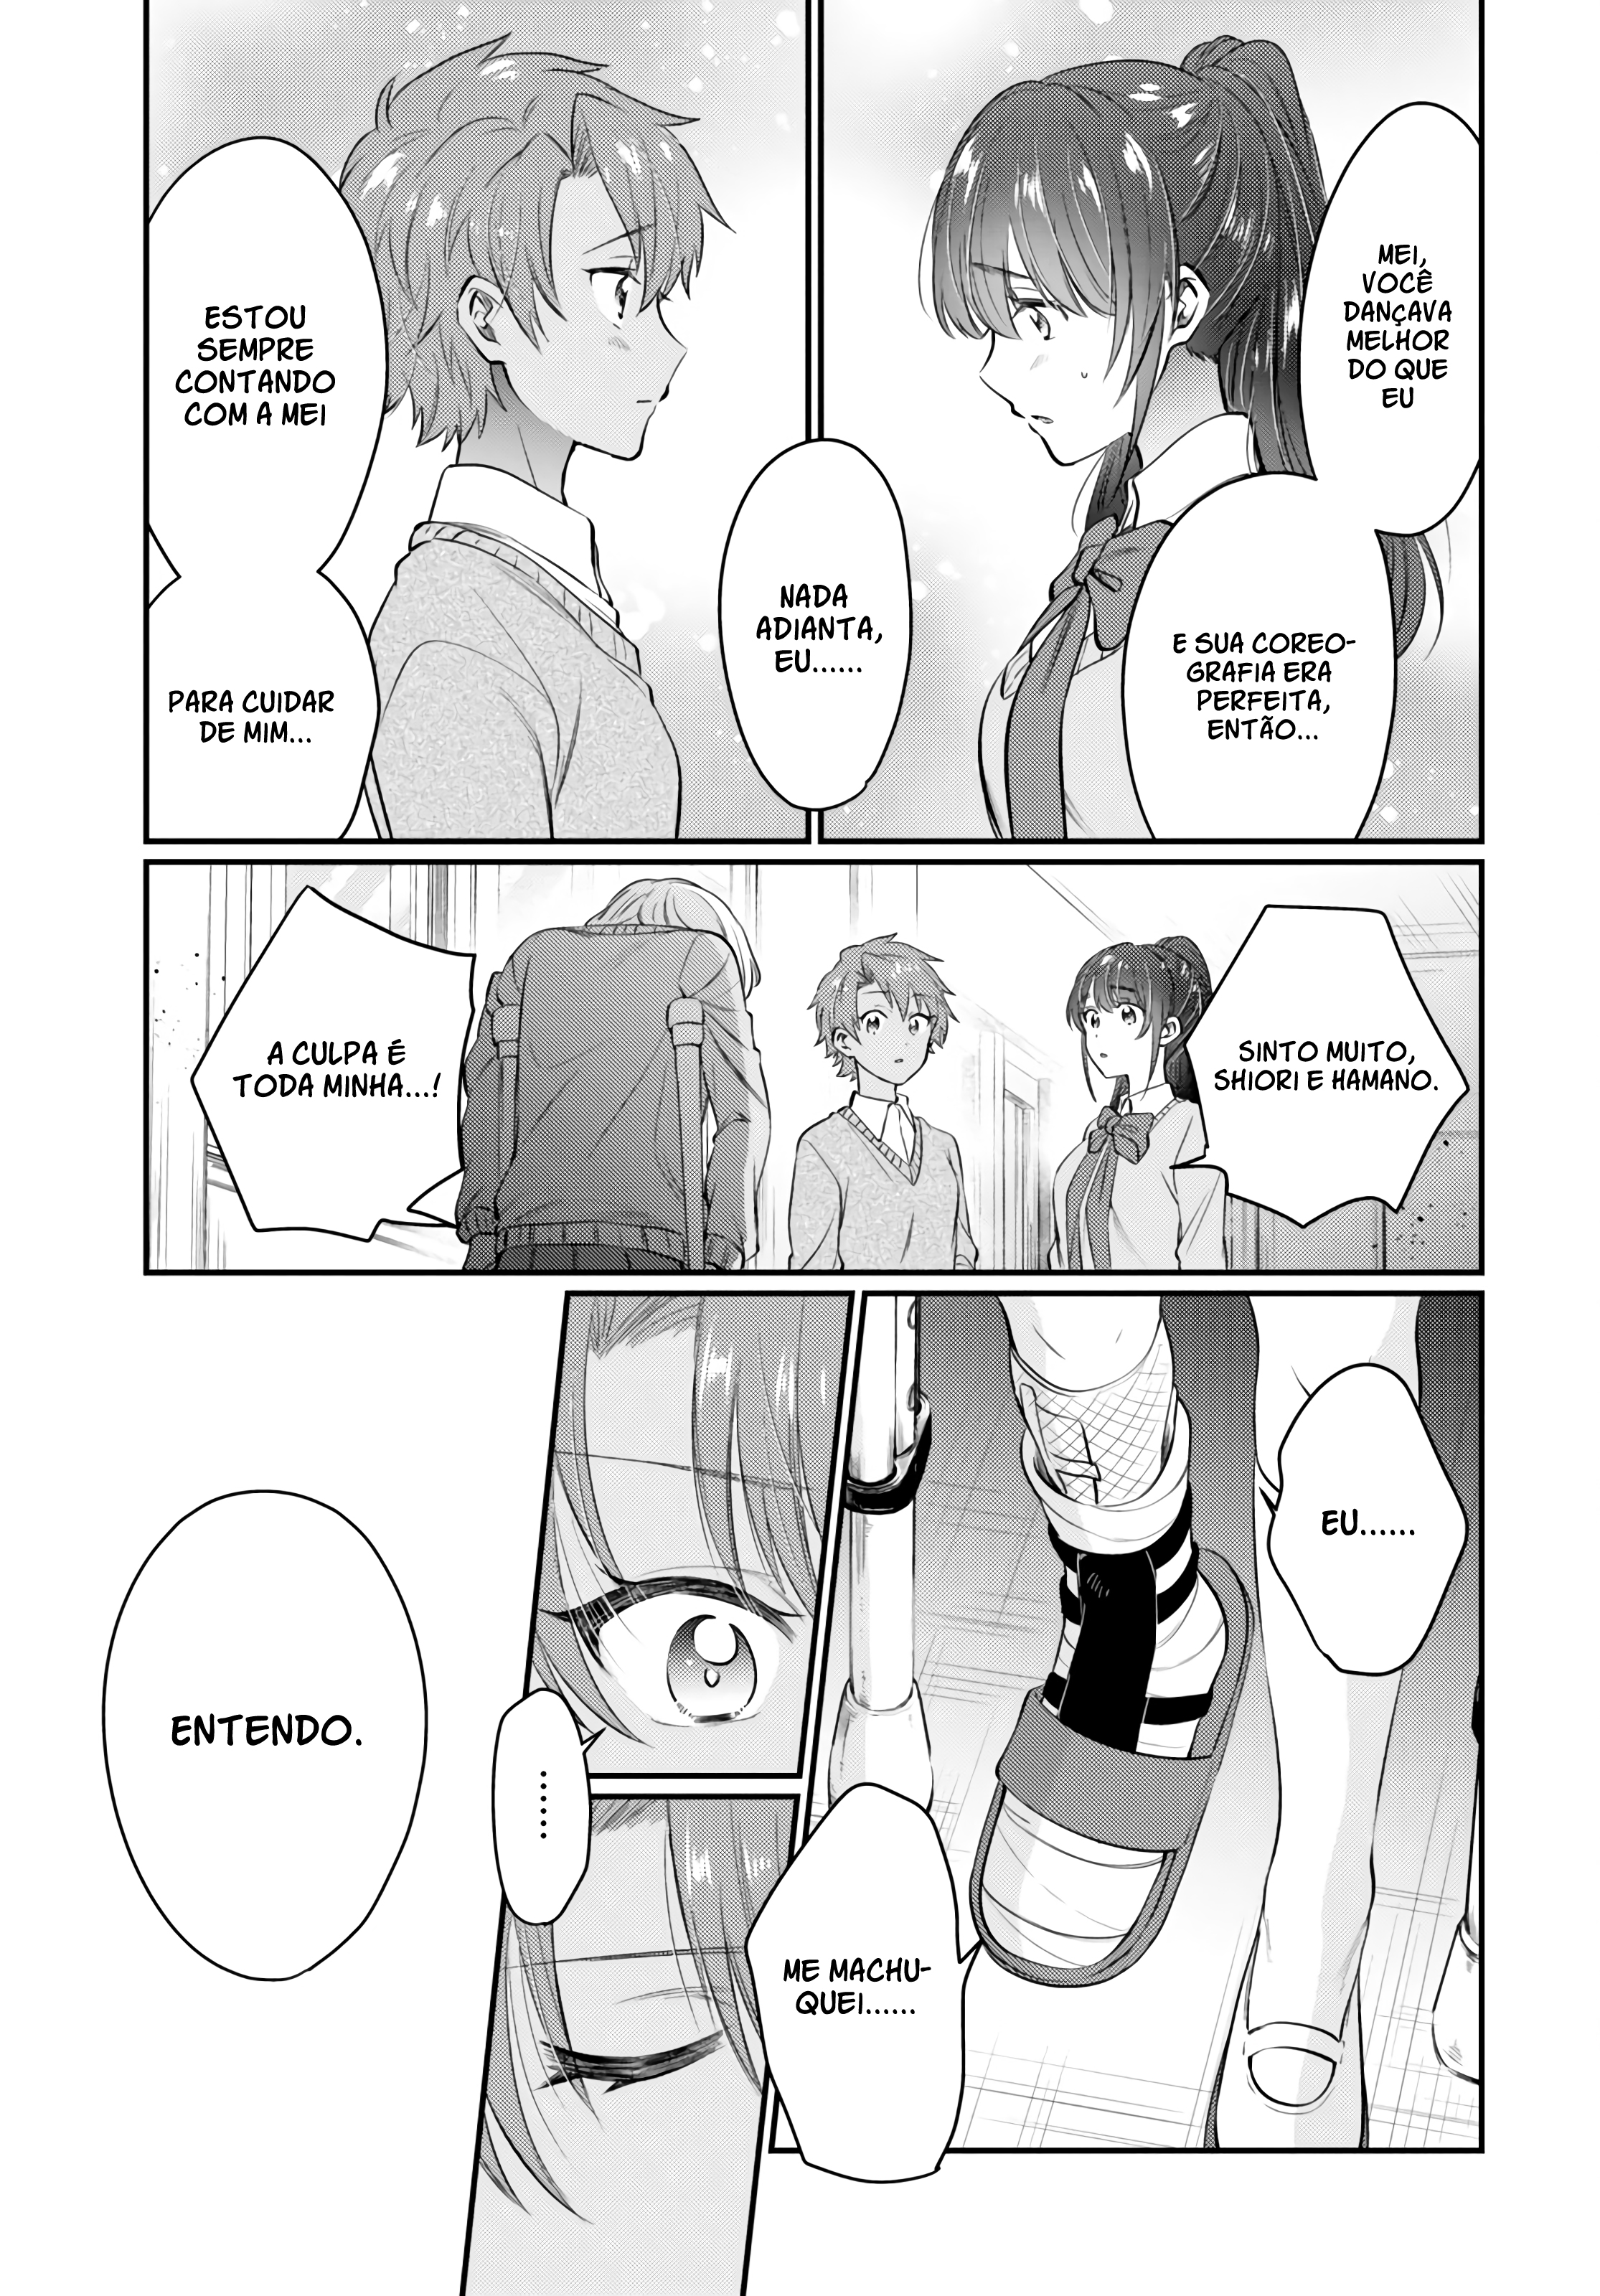 MEI,
VOCÊ
DANÇAVA
MELHOR
DO QUE
EU
E SUA COREO-
GRAFIA ERA
PERFEITA,
ENTÃO...
NADA
ADIANTA,
EU......
ESTOU
SEMPRE
CONTANDO
COM A MEI
PARA CUIDAR
DE MIM...
SINTO MUITO,
SHIORI E HAMANO.
A CULPA É
TODA MINHA...!
EU......
ME MACHU-
QUEI......
......
ENTENDO.